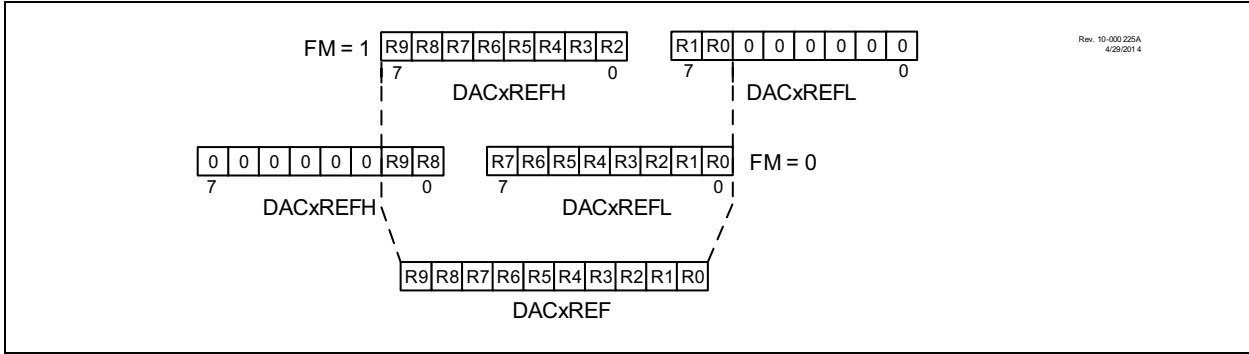 FM = 1 R9 R8 R7 R6 R5 R4 R3 R2 R1 R0 0 0 0 0 0 0
7 0 7 0
DACxREFH DACxREFL
Rev. 10-000 225A
4/29/201 4
0 0 0 0 0 0 R9 R8 R7 R6 R5 R4 R3 R2 R1 R0 FM = 0
7 0 7 0
DACxREFH DACxREFL
R9 R8 R7 R6 R5 R4 R3 R2 R1 R0
DACxREF